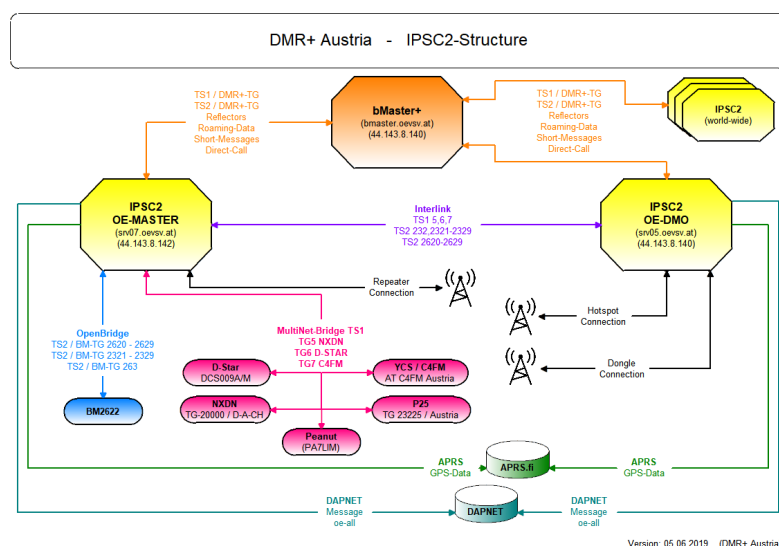 DMR+ Austria - IPSC2-Structure
TS1 / DMR+-TG
TS2 / DMR+-TG
Reflectors
Roaming-Data
Short-Messages
Direct-Call
bMaster+
(bmaster.oevsv.at)
(44.143.8.140)
TS1 / DMR+-TG
TS2 / DMR+-TG
Reflectors
Roaming-Data
Short-Messages
Direct-Call
IPSC2
(world-wide)
IPSC2
OE-MASTER
(srv07.oevsv.at)
(44.143.8.142)
Interlink
TS1 5,6,7
TS2 232,2321-2329
TS2 2620-2629
IPSC2
OE-DMO
(srv05.oevsv.at)
(44.143.8.140)
Repeater
Connection
Hotspot
Connection
Dongle
Connection
OpenBridge
TS2 / BM-TG 2620 - 2629
TS2 / BM-TG 2321 - 2329
TS2 / BM-TG 263
BM2622
MultiNet-Bridge TS1
TG5 NXDN
TG6 D-STAR
TG7 C4FM
D-Star
DCS009A/M
YCS / C4FM
AT C4FM Austria
NXDN
TG-20000 / D-A-CH
P25
TG 23225 / Austria
Peanut
(PA7LIM)
APRS
GPS-Data
APRS.fi
APRS
GPS-Data
DAPNET
Message
oe-all
DAPNET
DAPNET
Message
oe-all
Version: 05.06.2019 (DMR+ Austria